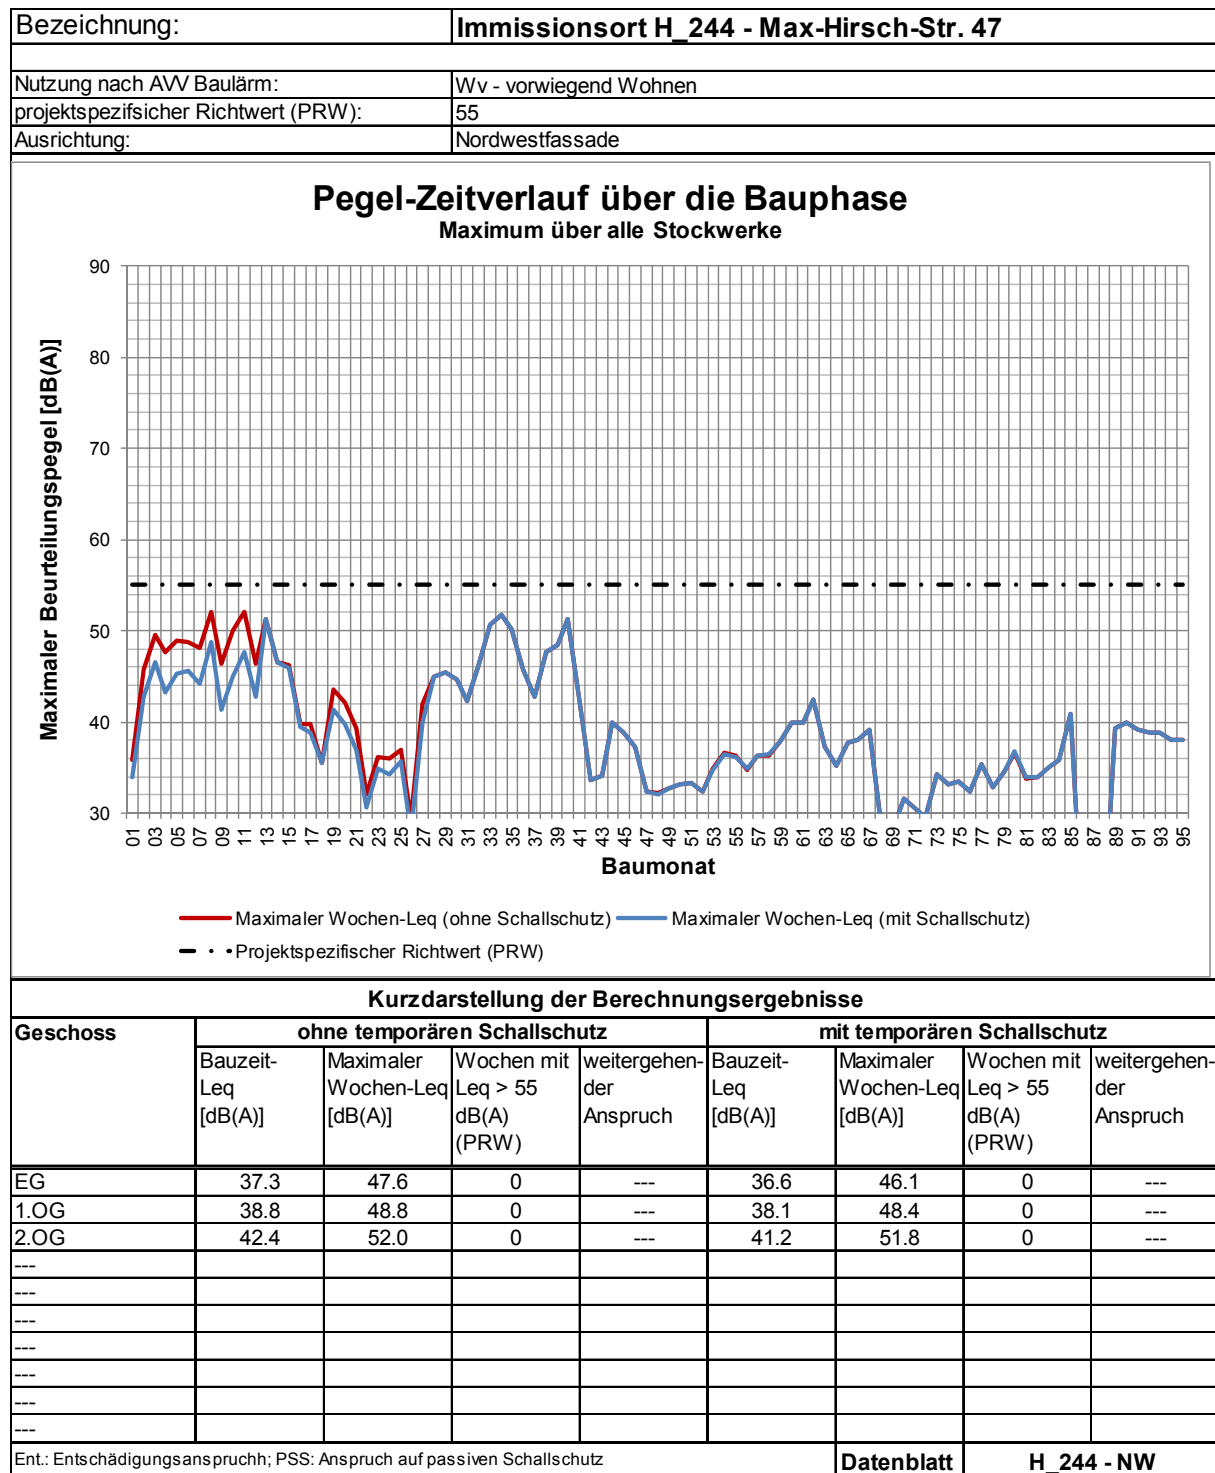 Bezeichnung: Immissionsort H_244 - Max-Hirsch-Str. 47
Nutzung nach AVV Baulärm: Wv - vorwiegend Wohnen
projektspezifsicher Richtwert (PRW): 55
Ausrichtung: Nordwestfassade
Pegel-Zeitverlauf über die Bauphase
Maximum über alle Stockwerke
Maximaler Beurteilungspegel [dB(A)]
90
80
70
60
50
40
30
01 03 05 07 09 11 13 15 17 19 21 23 25 27 29 31 33 35 37 39 41 43 45 47 49 51 53 55 57 59 61 63 65 67 69 71 73 75 77 79 81 83 85 87 89 91 93 95
Baumonat
Maximaler Wochen-Leq (ohne Schallschutz) Maximaler Wochen-Leq (mit Schallschutz)
Projektspezifischer Richtwert (PRW)
Kurzdarstellung der Berechnungsergebnisse
Geschoss ohne temporären Schallschutz mit temporären Schallschutz
Bauzeit- Maximaler Wochen mit weitergehen- Bauzeit- Maximaler Wochen mit weitergehen-
Leq Wochen-Leq Leq > 55 der Leq Wochen-Leq Leq > 55 der
[dB(A)] [dB(A)] dB(A) Anspruch [dB(A)] [dB(A)] dB(A) Anspruch
(PRW) (PRW)
EG 37.3 47.6 0 --- 36.6 46.1 0 ---
1.OG 38.8 48.8 0 --- 38.1 48.4 0 ---
2.OG 42.4 52.0 0 --- 41.2 51.8 0 ---
---
---
---
---
---
---
---
Ent.: Entschädigungsanspruchh; PSS: Anspruch auf passiven Schallschutz Datenblatt H_244 - NW